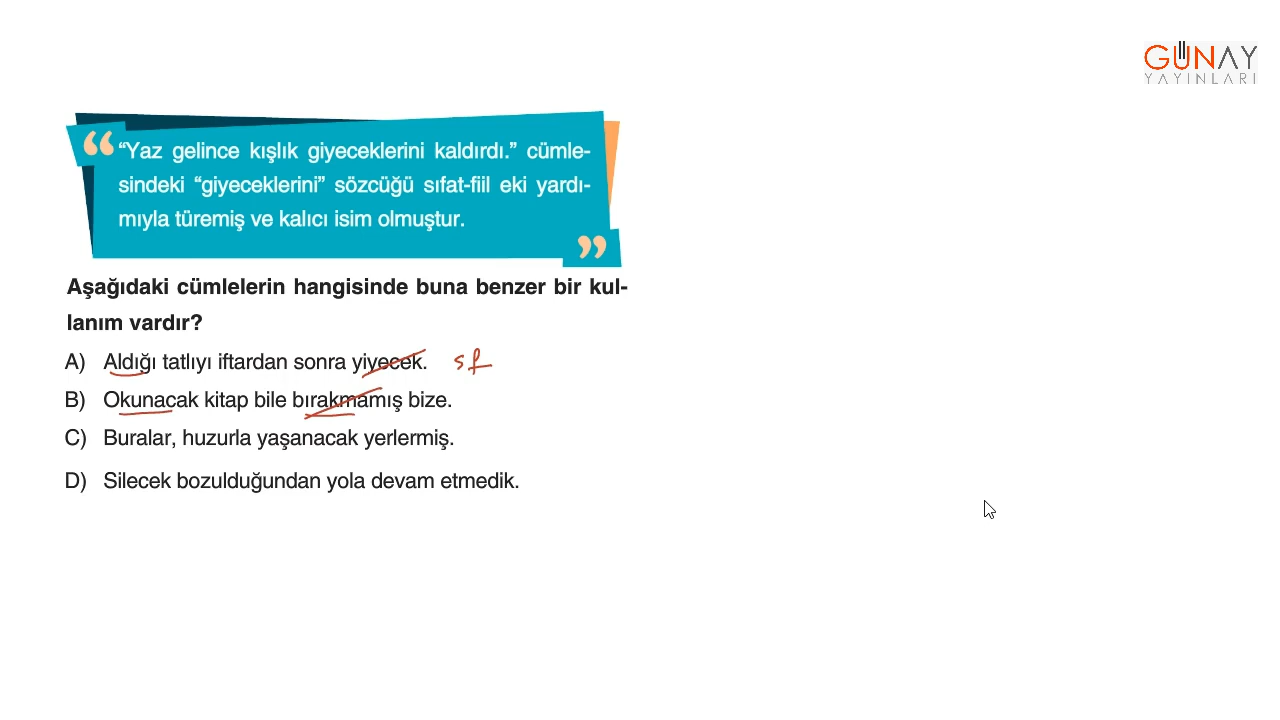 GÜNAY
YAYINLARI
“Yaz gelince kışlık giyeceklerini kaldırdı.” cümle-
sindeki “giyeceklerini” sözcüğü sıfat-fiil eki yardı-
mıyla türemiş ve kalıcı isim olmuştur.
Aşağıdaki cümlelerin hangisinde buna benzer bir kul-
lanım vardır?
A) Aldığı tatlıyı iftardan sonra yiyecek. sf
B) Okunacak kitap bile bırakmamış bize.
C) Buralar, huzurla yaşanacak yerlermiş.
D) Silecek bozulduğundan yola devam etmedik.